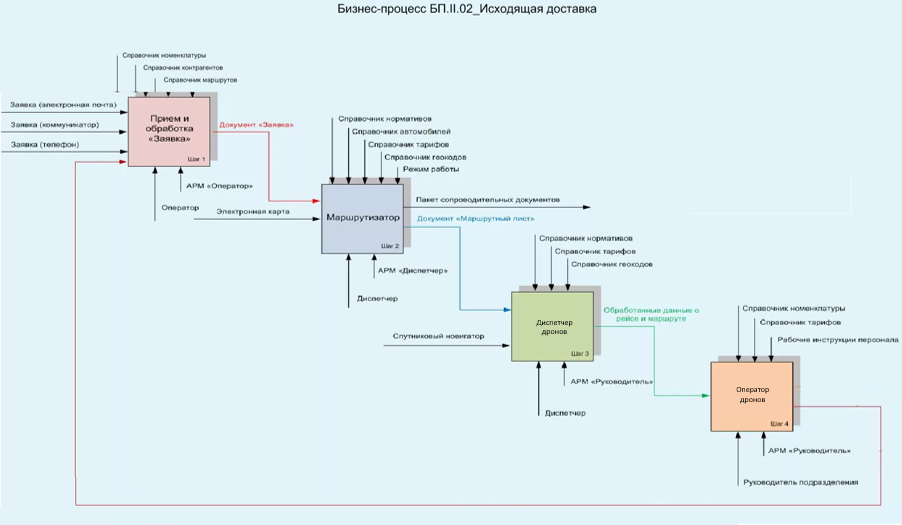 Бизнес-процесс БП.II.02_Исходящая доставка
Справочник номенклатуры
Справочник контрагентов
Справочник маршрутов
Заявка (электронная почта)
Заявка (коммуникатор)
Заявка (телефон)
Прием и
обработка
«Заявка»
Шаг 1
Документ «Заявка»
АРМ «Оператор»
Оператор
Справочник нормативов
Справочник автомобилей
Справочник тарифов
Справочник геокодов
Режим работы
Электронная карта
Маршрутизатор
Шаг 2
Пакет сопроводительных документов
Документ «Маршрутный лист»
АРМ «Диспетчер»
Диспетчер
Справочник нормативов
Справочник тарифов
Справочник геокодов
Спутниковый новигатор
Диспетчер
дронов
Шаг 3
Обработанные данные о
рейсе и маршруте
АРМ «Руководитель»
Диспетчер
Справочник номенклатуры
Справочник тарифов
Рабочие инструкции персонала
Оператор
дронов
Шаг 4
АРМ «Руководитель»
Руководитель подразделения